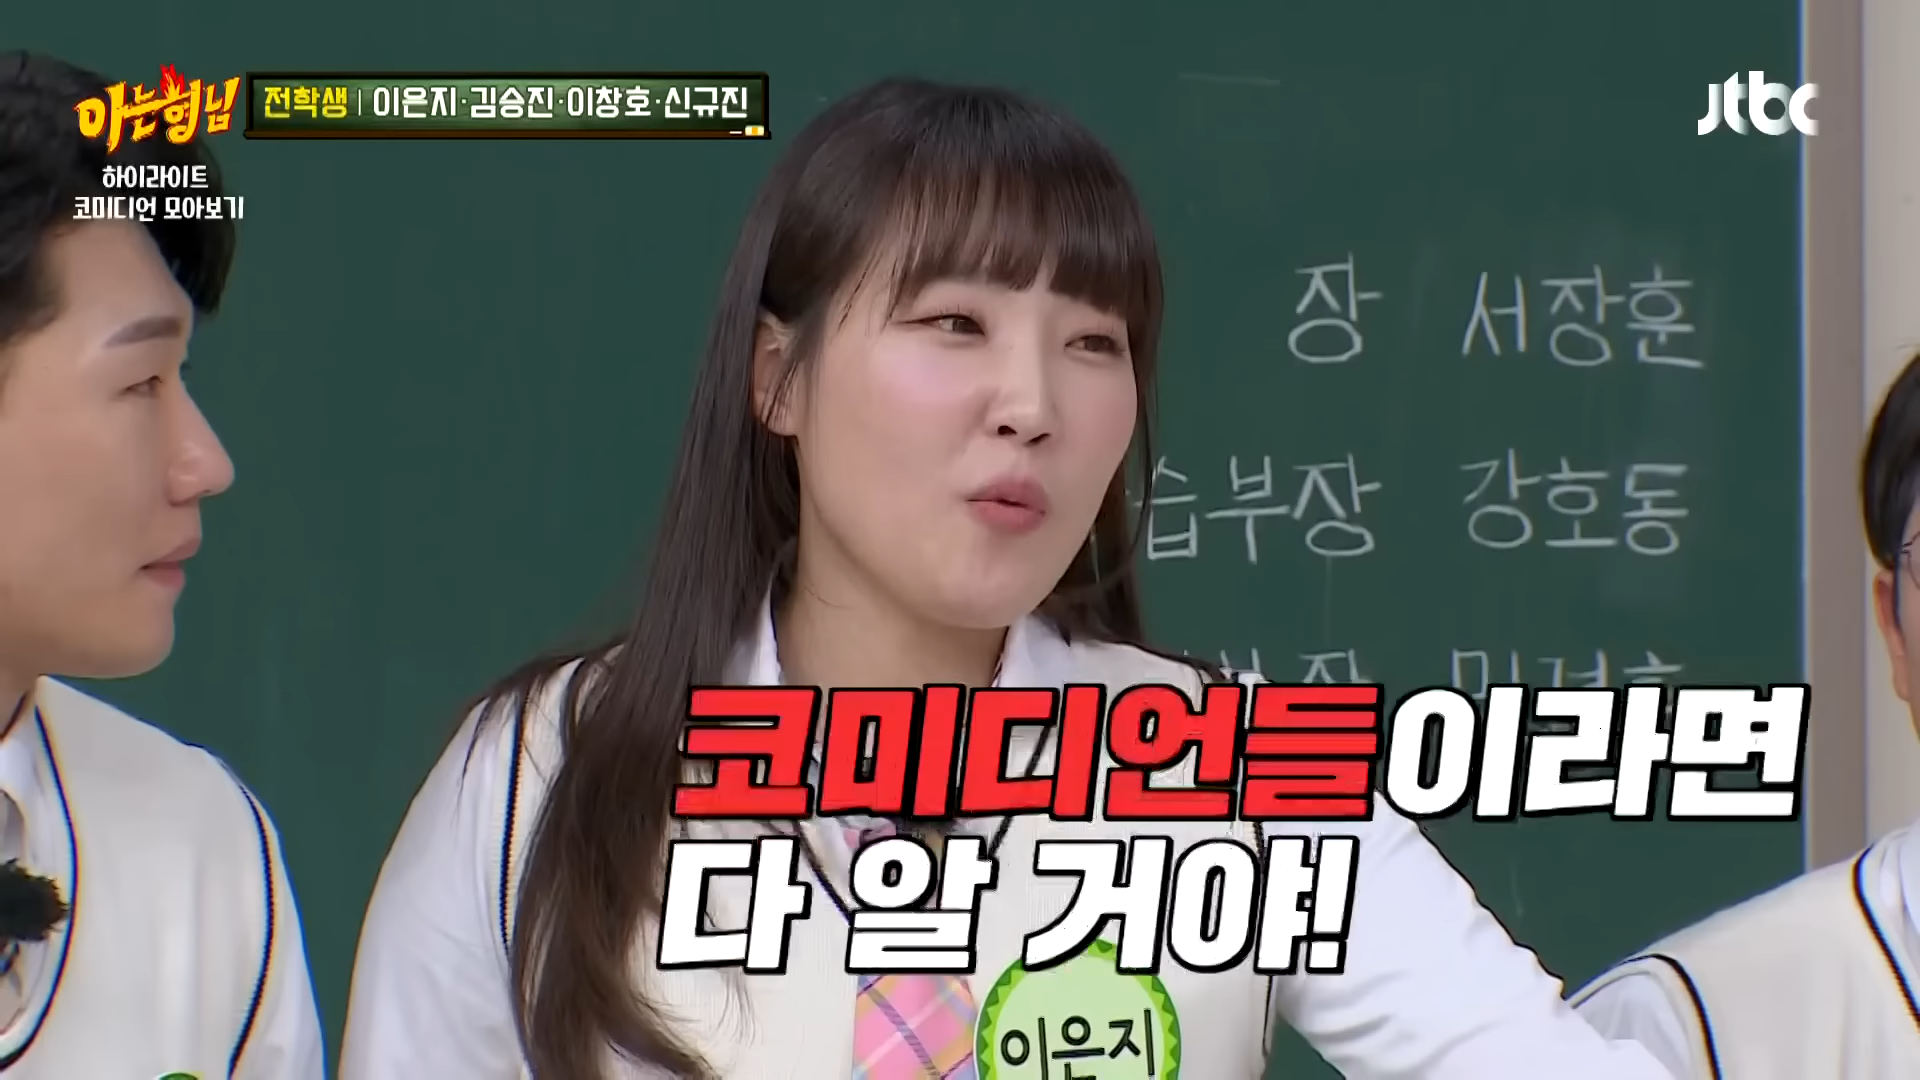 아는형님
전학생 | 이은지·김승진·이창호·신규진
하이라이트
코미디언 모아보기
jtbc
장 서장훈
습부장 강호동
코미디언들이라면
다 알 거야!
이은지